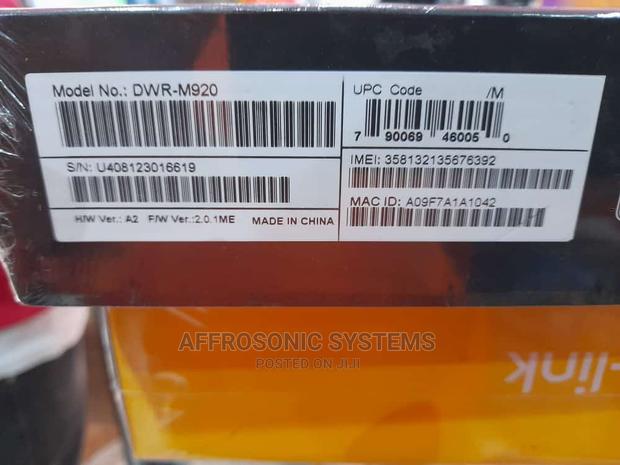 Model No.: DWR-M920
S/N: U408123016619
H/W Ver.: A2 F/W Ver.:2.0.1ME MADE IN CHINA
UPC Code /M
7 90069 46005 0
IMEI: 358132135676392
MAC ID: A09F7A1A1042
AFFROSONIC SYSTEMS
POSTED ON JIJI
-link